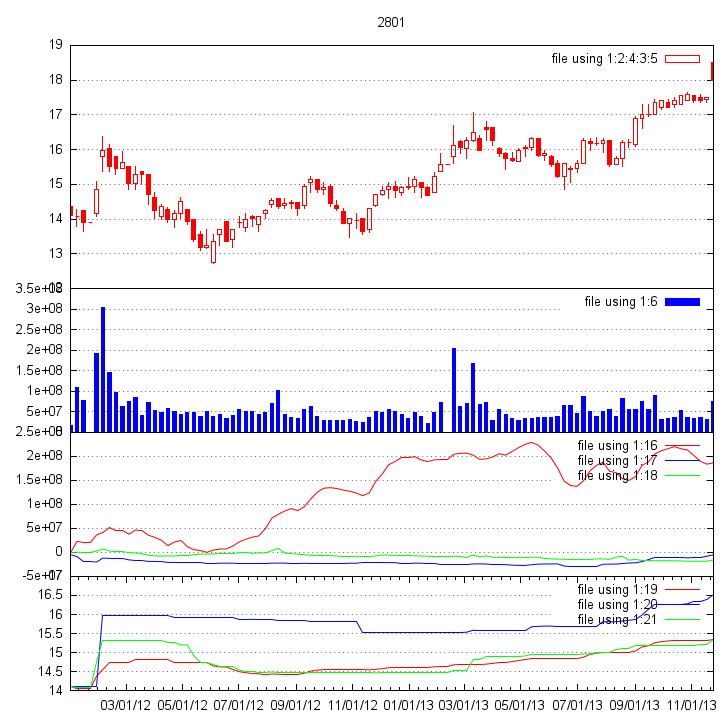 2801
19
file using 1:2:4:3:5
18
17
16
15
14
13
12
3.5e+08
file using 1:6
3e+08
2.5e+08
2e+08
1.5e+08
1e+08
5e+07
0
2.5e+08
file using 1:16
2e+08
file using 1:17
file using 1:18
1.5e+08
1e+08
5e+07
0
-5e+07
17
file using 1:19
16.5
file using 1:20
16
file using 1:21
15.5
15
14.5
14
03/01/12 05/01/12 07/01/12 09/01/12 11/01/12 01/01/13 03/01/13 05/01/13 07/01/13 09/01/13 11/01/13